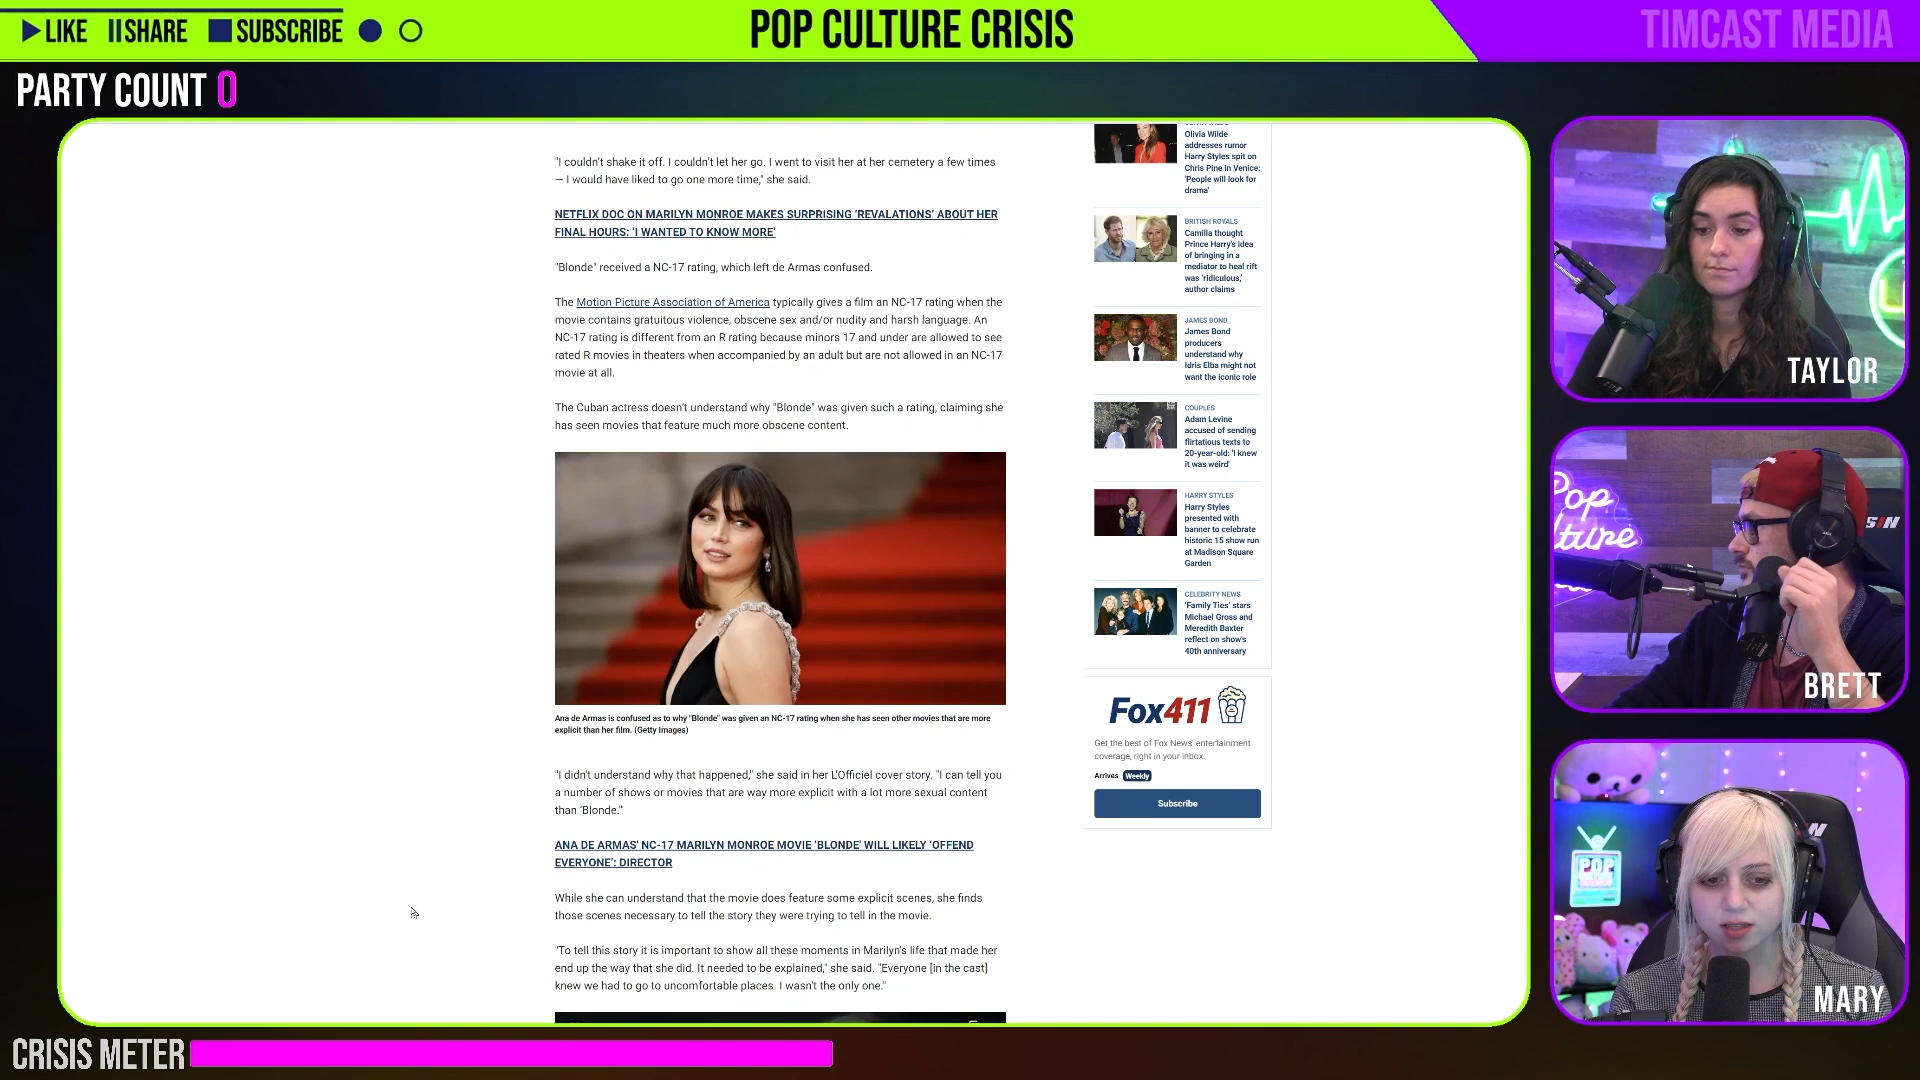 LIKE SHARE SUBSCRIBE
POP CULTURE CRISIS
TIMCAST MEDIA
PARTY COUNT 0
"I couldn't shake it off. I couldn't let her go. I went to visit her at her cemetery a few times
— I would have liked to go one more time," she said.
NETFLIX DOC ON MARILYN MONROE MAKES SURPRISING 'REVALATIONS' ABOUT HER
FINAL HOURS: 'I WANTED TO KNOW MORE'
"Blonde" received a NC-17 rating, which left de Armas confused.
The Motion Picture Association of America typically gives a film an NC-17 rating when the
movie contains gratuitous violence, obscene sex and/or nudity and harsh language. An
NC-17 rating is different from an R rating because minors 17 and under are allowed to see
rated R movies in theaters when accompanied by an adult but are not allowed in an NC-17
movie at all.
The Cuban actress doesn't understand why "Blonde" was given such a rating, claiming she
has seen movies that feature much more obscene content.
Ana de Armas is confused as to why "Blonde" was given an NC-17 rating when she has seen other movies that are more
explicit than her film. (Getty Images)
"I didn't understand why that happened," she said in her L'Officiel cover story. "I can tell you
a number of shows or movies that are way more explicit with a lot more sexual content
than 'Blonde.'"
ANA DE ARMAS' NC-17 MARILYN MONROE MOVIE 'BLONDE' WILL LIKELY 'OFFEND
EVERYONE': DIRECTOR
While she can understand that the movie does feature some explicit scenes, she finds
those scenes necessary to tell the story they were trying to tell in the movie.
"To tell this story it is important to show all these moments in Marilyn's life that made her
end up the way that she did. It needed to be explained," she said. "Everyone [in the cast]
knew we had to go to uncomfortable places. I wasn't the only one."
Olivia Wilde
addresses rumor
Harry Styles spit on
Chris Pine in Venice:
'People will look for
drama'
BRITISH ROYALS
Camilla thought
Prince Harry's idea
of bringing in a
mediator to heal rift
was 'ridiculous,'
author claims
JAMES BOND
James Bond
producers
understand why
Idris Elba might not
want the iconic role
COUPLES
Adam Levine
accused of sending
flirtatious texts to
20-year-old: 'I knew
it was weird'
HARRY STYLES
Harry Styles
presented with
banner to celebrate
historic 15 show run
at Madison Square
Garden
CELEBRITY NEWS
'Family Ties' stars
Michael Gross and
Meredith Baxter
reflect on show's
40th anniversary
Fox411
Get the best of Fox News' entertainment
coverage, right in your inbox.
Arrives Weekly
Subscribe
TAYLOR
Pop
BRETT
POP
MARY
CRISIS METER